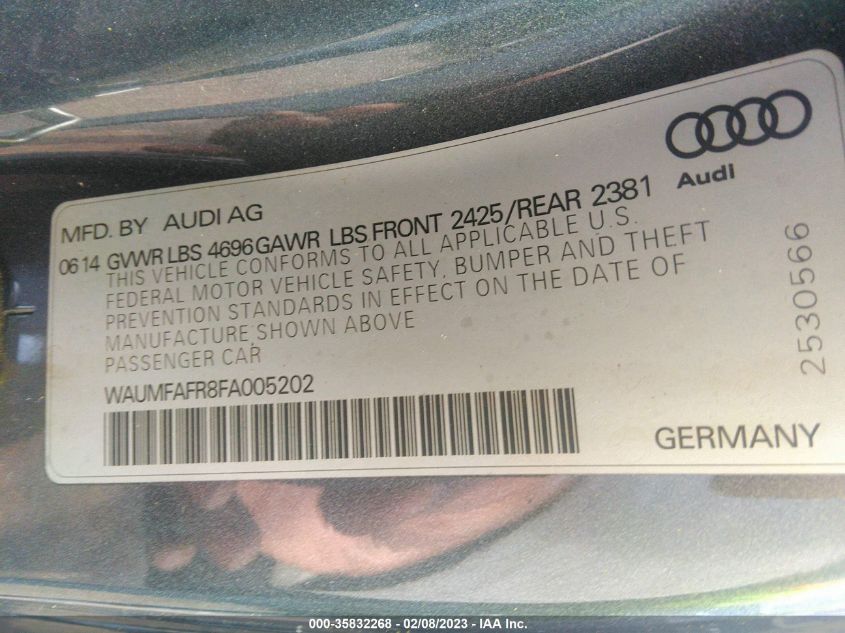 MFD. BY AUDI AG
0614 GVWR LBS 4696 GAWR LBS FRONT 2425/REAR 2381
THIS VEHICLE CONFORMS TO ALL APPLICABLE U.S.
FEDERAL MOTOR VEHICLE SAFETY, BUMPER AND THEFT
PREVENTION STANDARDS IN EFFECT ON THE DATE OF
MANUFACTURE SHOWN ABOVE
PASSENGER CAR
WAUMFAFR8FA005202
Audi
2530566
GERMANY
000-35832268 - 02/08/2023 - IAA Inc.